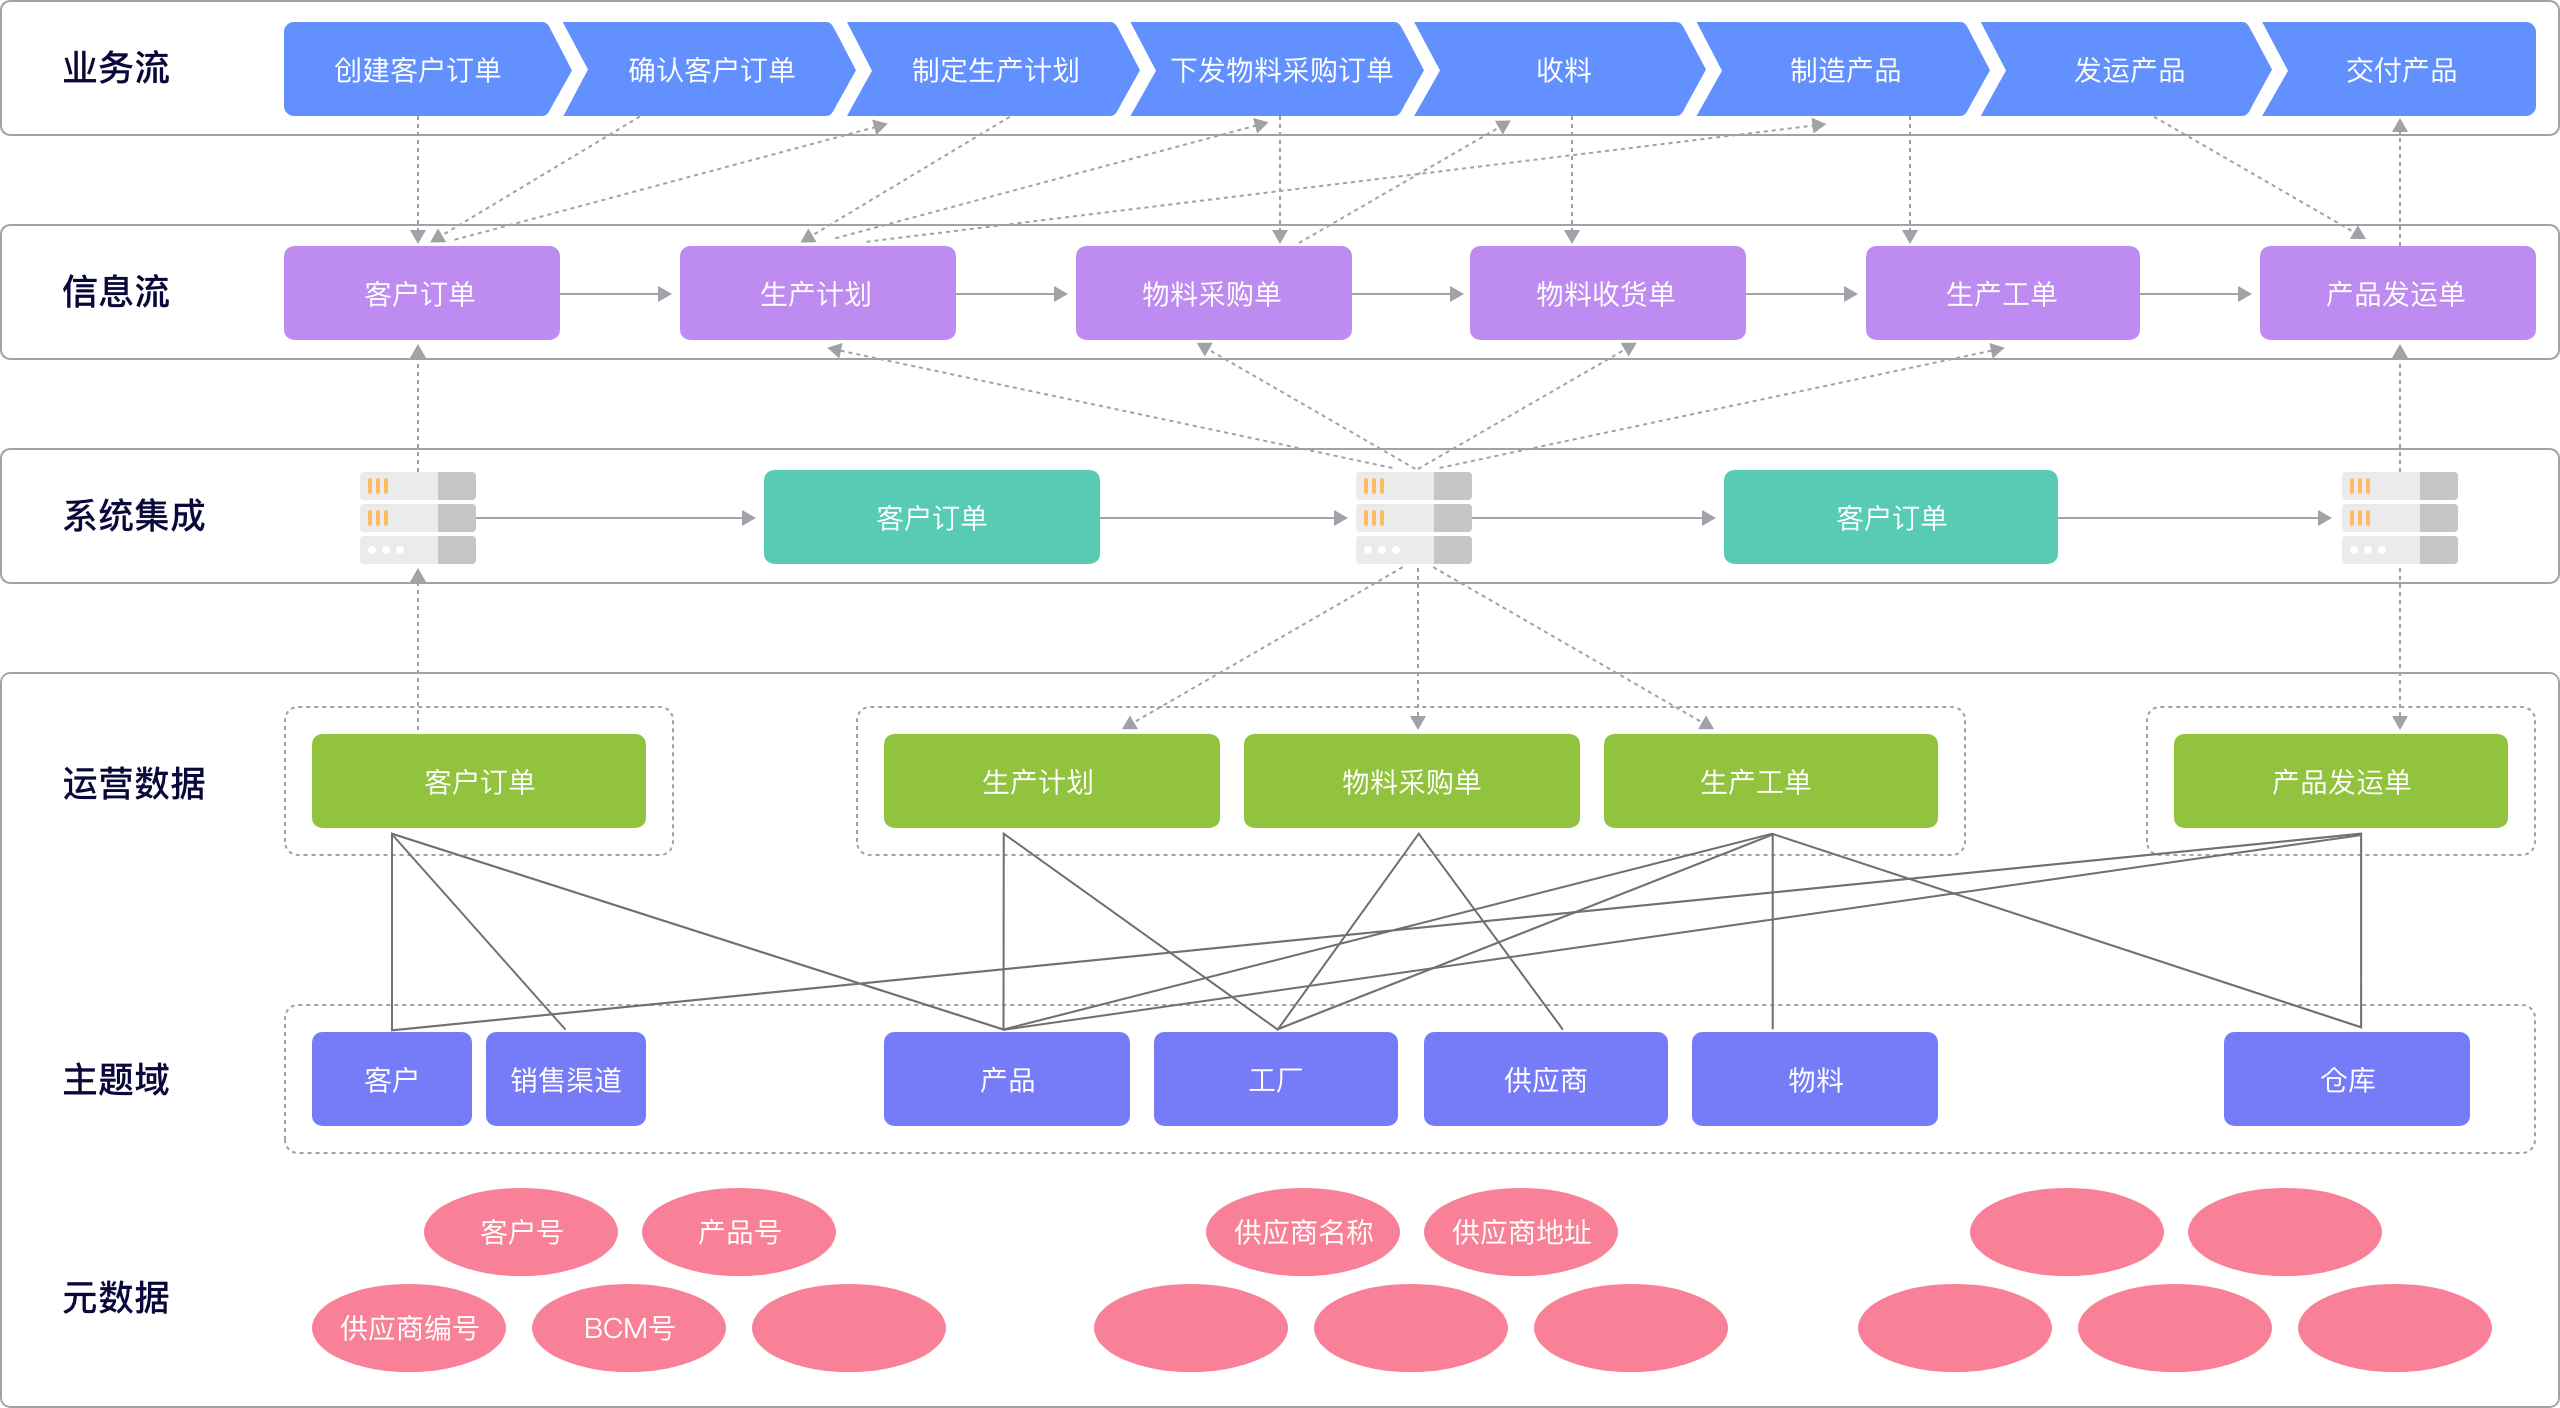 业务流
创建客户订单
确认客户订单
制定生产计划
下发物料采购订单
收料
制造产品
发运产品
交付产品
信息流
客户订单
生产计划
物料采购单
物料收货单
生产工单
产品发运单
系统集成
客户订单
客户订单
运营数据
客户订单
生产计划
物料采购单
生产工单
产品发运单
主题域
客户
销售渠道
产品
工厂
供应商
物料
仓库
元数据
客户号
产品号
供应商名称
供应商地址
供应商编号
BCM号